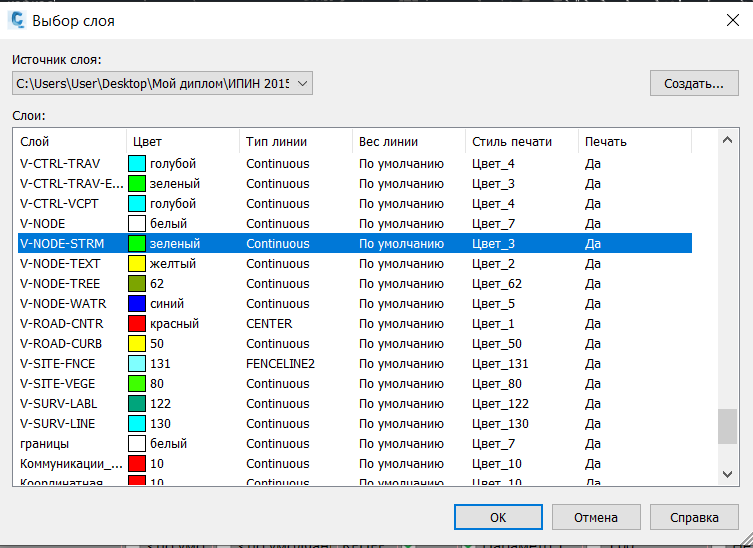 Выбор слоя
Источник слоя:
C:\Users\User\Desktop\Мой диплом\ИПИН 2015
Создать...
Слои:
Слой Цвет Тип линии Вес линии Стиль печати Печать
V-CTRL-TRAV голубой Continuous По умолчанию Цвет_4 Да
V-CTRL-TRAV-E... зеленый Continuous По умолчанию Цвет_3 Да
V-CTRL-VCPT голубой Continuous По умолчанию Цвет_4 Да
V-NODE белый Continuous По умолчанию Цвет_7 Да
V-NODE-STRM зеленый Continuous По умолчанию Цвет_3 Да
V-NODE-TEXT желтый Continuous По умолчанию Цвет_2 Да
V-NODE-TREE 62 Continuous По умолчанию Цвет_62 Да
V-NODE-WATR синий Continuous По умолчанию Цвет_5 Да
V-ROAD-CNTR красный CENTER По умолчанию Цвет_1 Да
V-ROAD-CURB 50 Continuous По умолчанию Цвет_50 Да
V-SITE-FNCE 131 FENCELINE2 По умолчанию Цвет_131 Да
V-SITE-VEGE 80 Continuous По умолчанию Цвет_80 Да
V-SURV-LABL 122 Continuous По умолчанию Цвет_122 Да
V-SURV-LINE 130 Continuous По умолчанию Цвет_130 Да
границы белый Continuous По умолчанию Цвет_7 Да
Коммуникации_... 10 Continuous По умолчанию Цвет_10 Да
Координатная 10 Continuous По умолчанию Цвет_10 Да
OK Отмена Справка